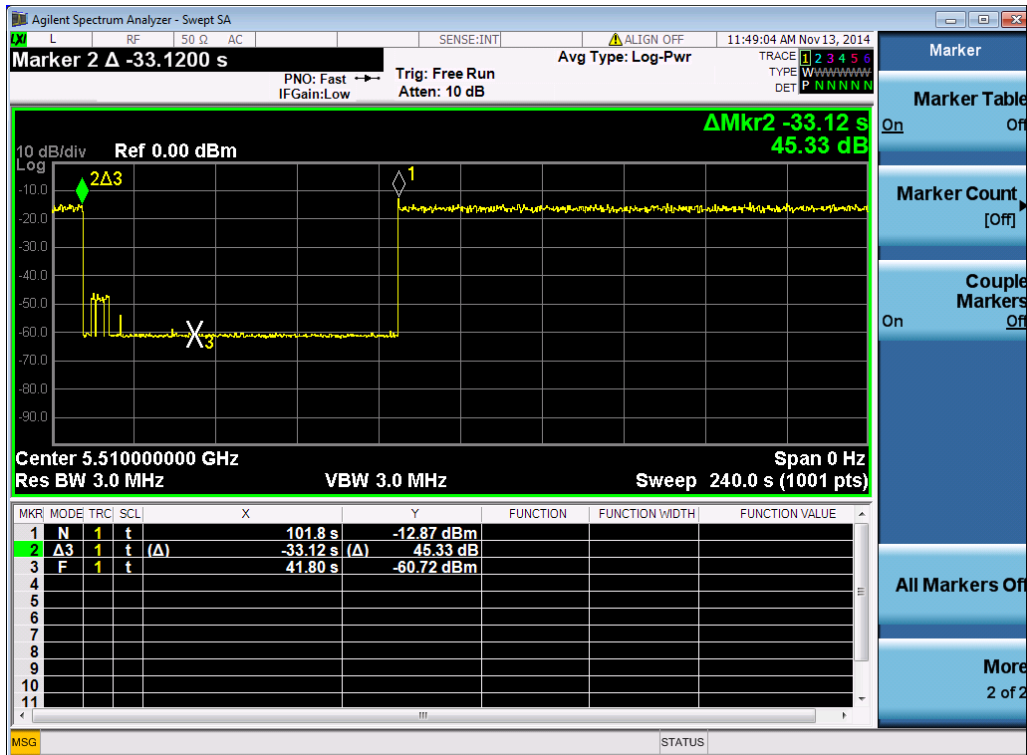 Agilent Spectrum Analyzer - Swept SA
LXI L RF 50 Ω AC SENSE:INT ALIGN OFF 11:49:04 AM Nov 13, 2014
Marker 2 Δ -33.1200 s
PNO: Fast
IFGain:Low
Trig: Free Run
Atten: 10 dB
Avg Type: Log-Pwr
TRACE 1 2 3 4 5 6
TYPE WWWWWWW
DET P N N N N N
ΔMkr2 -33.12 s
45.33 dB
10 dB/div Ref 0.00 dBm
Log
2Δ3
1
3
-10.0
-20.0
-30.0
-40.0
-50.0
-60.0
-70.0
-80.0
-90.0
Center 5.510000000 GHz Span 0 Hz
Res BW 3.0 MHz VBW 3.0 MHz Sweep 240.0 s (1001 pts)
MKR MODE TRC SCL X Y FUNCTION FUNCTION WIDTH FUNCTION VALUE
1 N 1 t 101.8 s -12.87 dBm
2 Δ3 1 t (Δ) -33.12 s (Δ) 45.33 dB
3 F 1 t 41.80 s -60.72 dBm
4
5
6
7
8
9
10
11
MSG STATUS
Marker
Marker Table
On Off
Marker Count
[Off]
Couple
Markers
On Off
All Markers Off
More
2 of 2